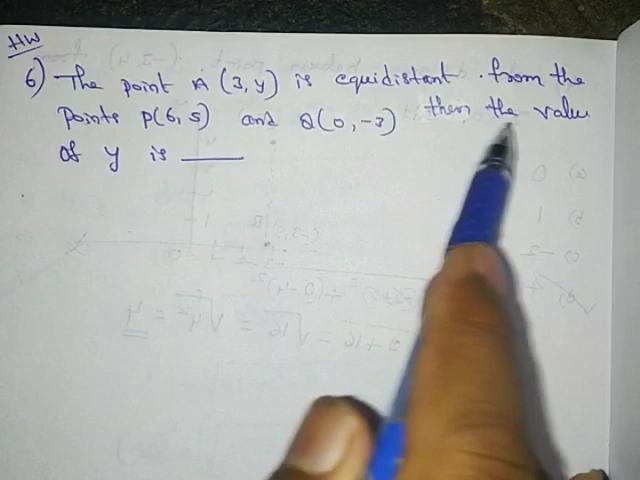 HW
6) The point A (3, y) is equidistant from the
points P(6, 5) and Q(0, -3) then the value
of y is ____